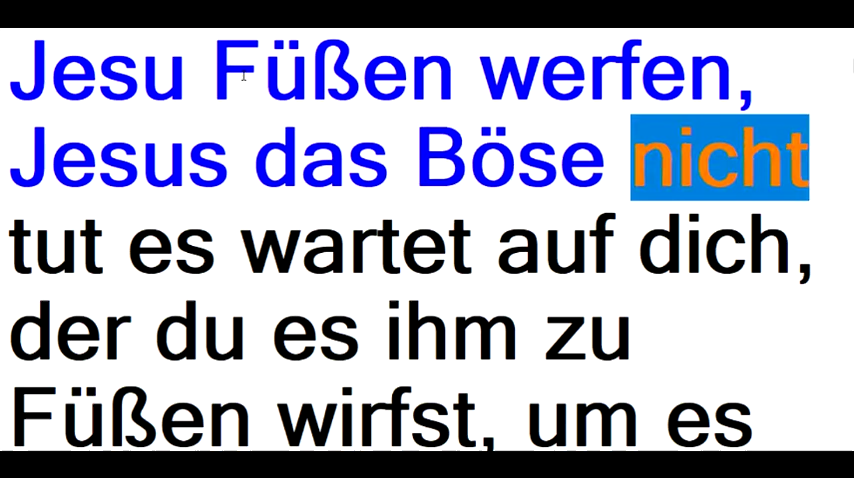 Jesu Füßen werfen,
Jesus das Böse nicht
tut es wartet auf dich,
der du es ihm zu
Füßen wirfst, um es